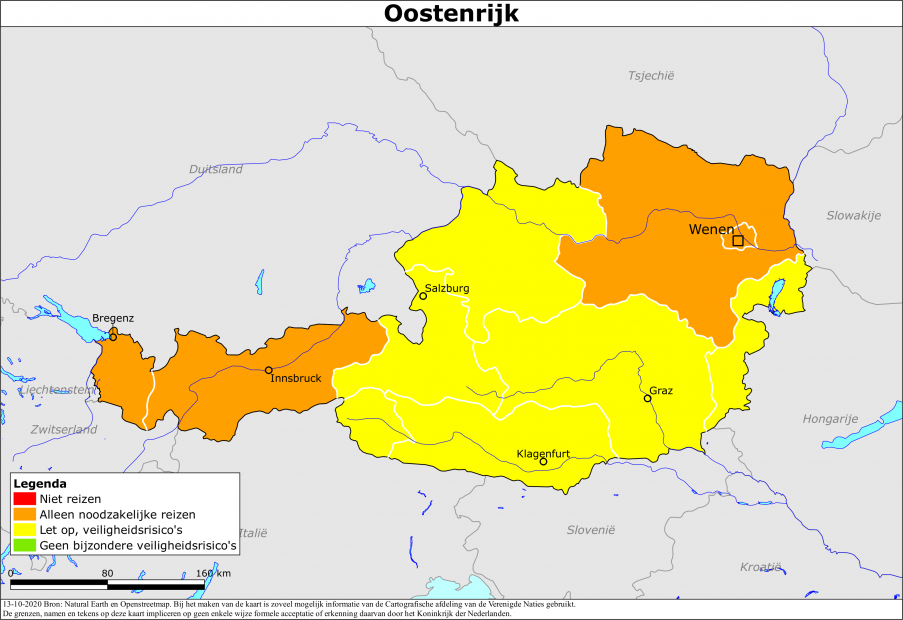 Oostenrijk
Tsjechië
Duitsland
Slowakije
Wenen
Salzburg
Bregenz
Innsbruck
Liechtenstein
Graz
Zwitserland
Hongarije
Klagenfurt
Legenda
Niet reizen
Alleen noodzakelijke reizen
Let op, veiligheidsrisico's
Geen bijzondere veiligheidsrisico's
Italië
Slovenië
Kroatië
0 80 160 km
13-10-2020 Bron: Natural Earth en Openstreetmap. Bij het maken van de kaart is zoveel mogelijk informatie van de Cartografische afdeling van de Verenigde Naties gebruikt.
De grenzen, namen en tekens op deze kaart impliceren op geen enkele wijze formele acceptatie of erkenning daarvan door het Koninkrijk der Nederlanden.